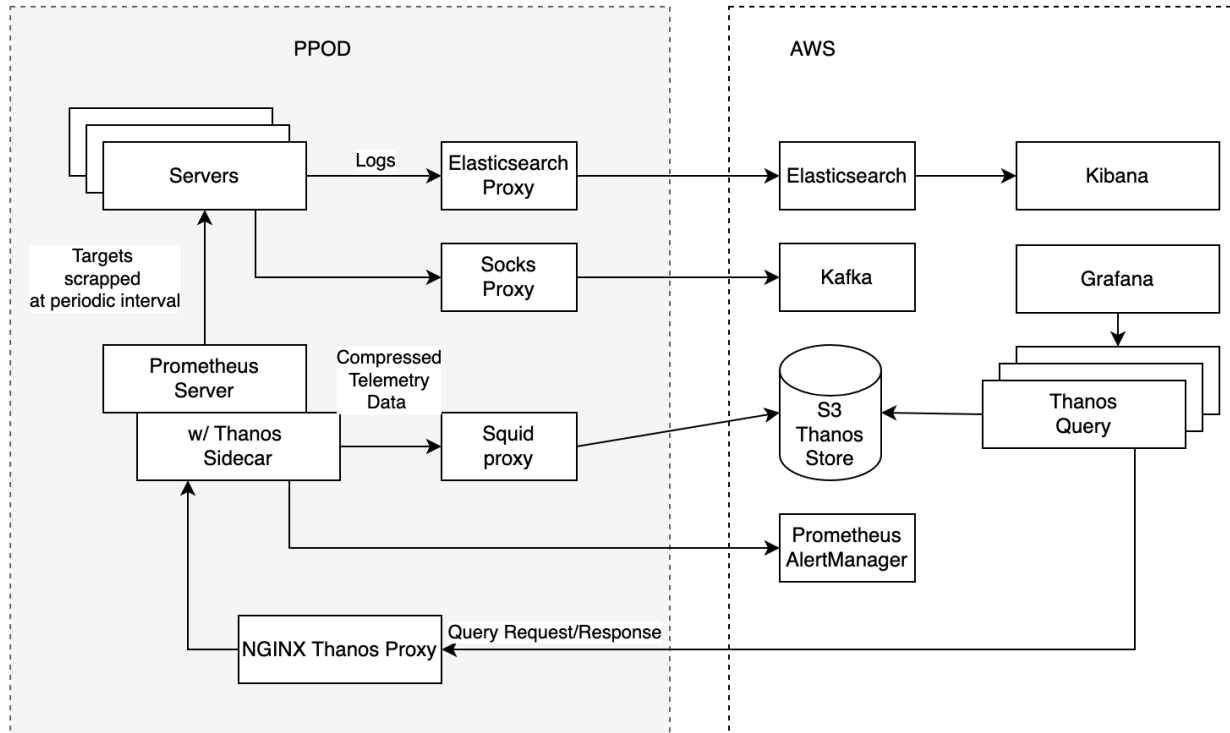 PPOD
AWS
Servers
Logs
Elasticsearch
Proxy
Elasticsearch
Kibana
Targets
scrapped
at periodic interval
Socks
Proxy
Kafka
Grafana
Prometheus
Server
w/ Thanos
Sidecar
Compressed
Telemetry
Data
Squid
proxy
S3
Thanos
Store
Thanos
Query
Prometheus
AlertManager
NGINX Thanos Proxy
Query Request/Response